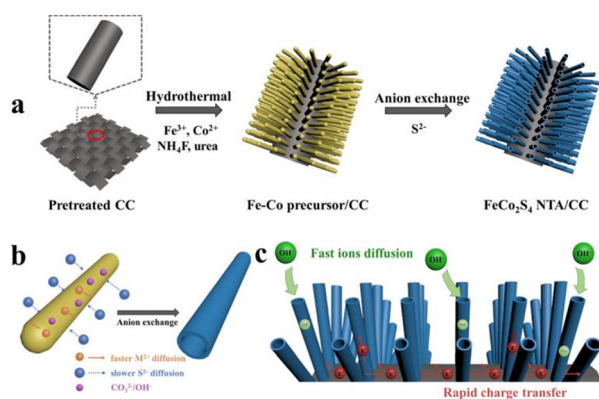 a
Hydrothermal
Fe³⁺, Co²⁺
NH₄F, urea
Anion exchange
S²⁻
Pretreated CC
Fe-Co precursor/CC
FeCo₂S₄ NTA/CC
b
Anion exchange
faster M²⁺ diffusion
slower S²⁻ diffusion
CO₃²⁻/OH⁻
c
Fast ions diffusion
OH⁻
OH⁻
OH⁻
Rapid charge transfer